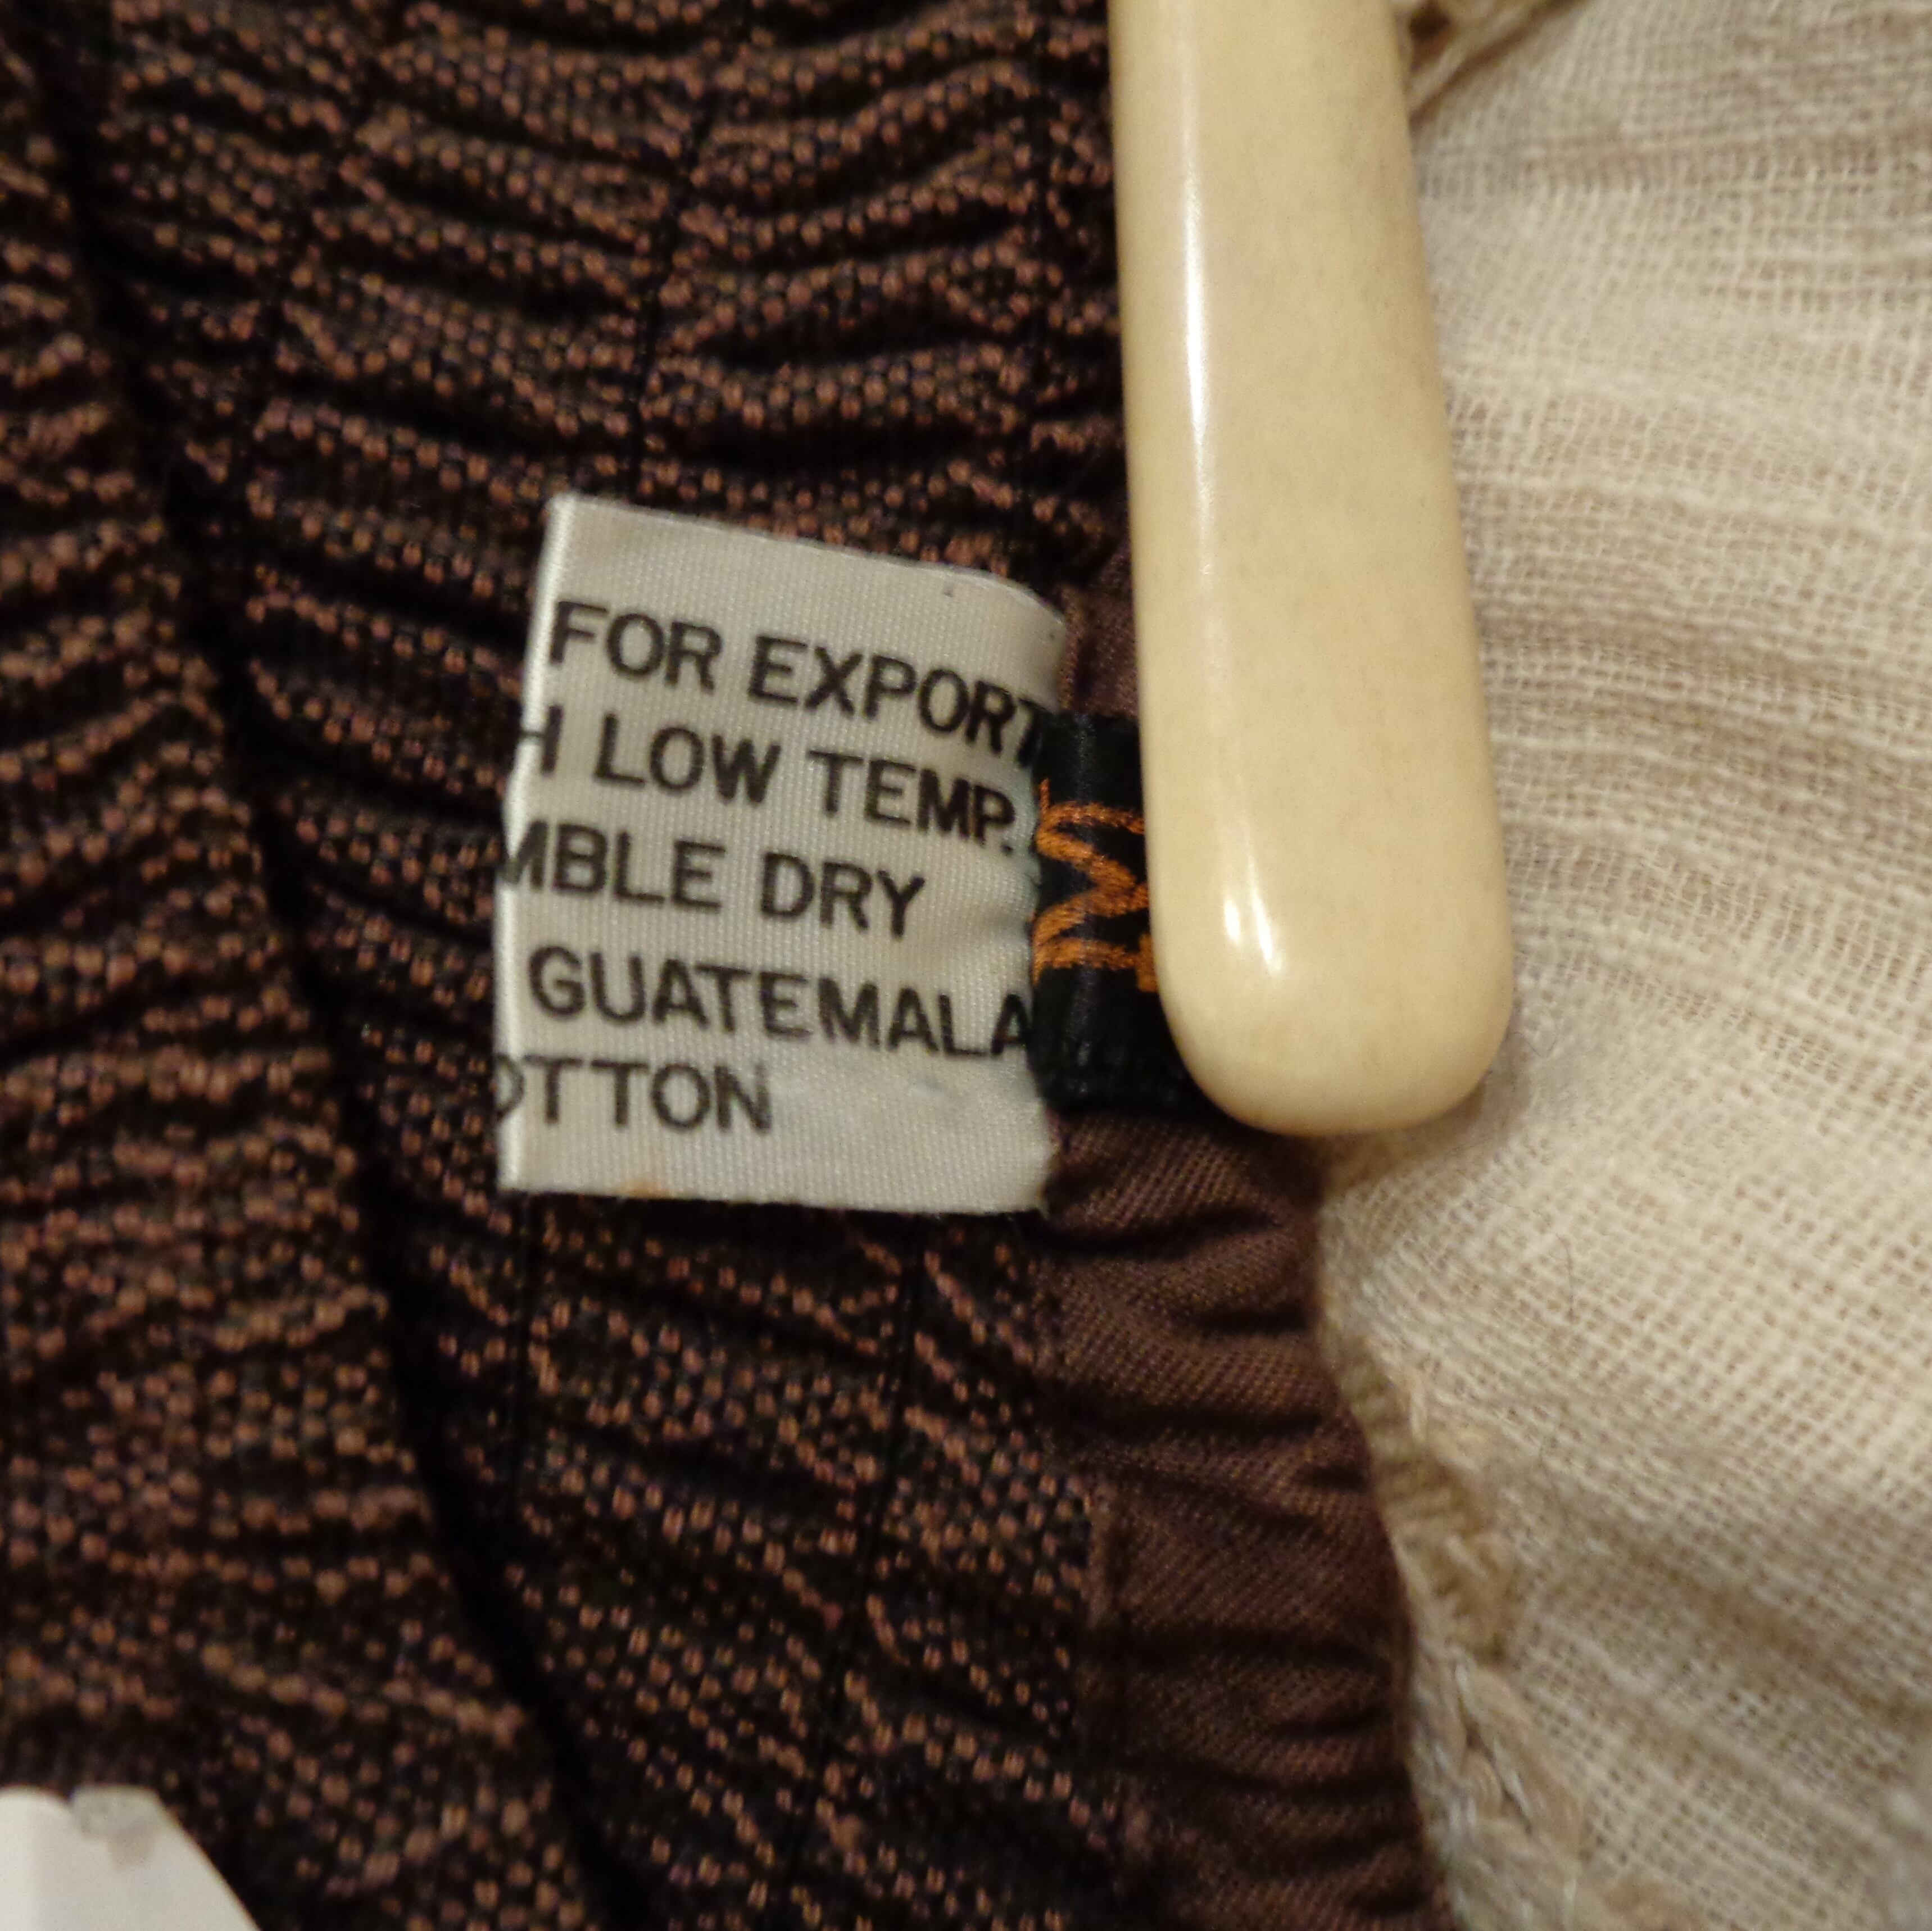 FOR EXPORT
H LOW TEMP.
MBLE DRY
GUATEMALA
OTTON